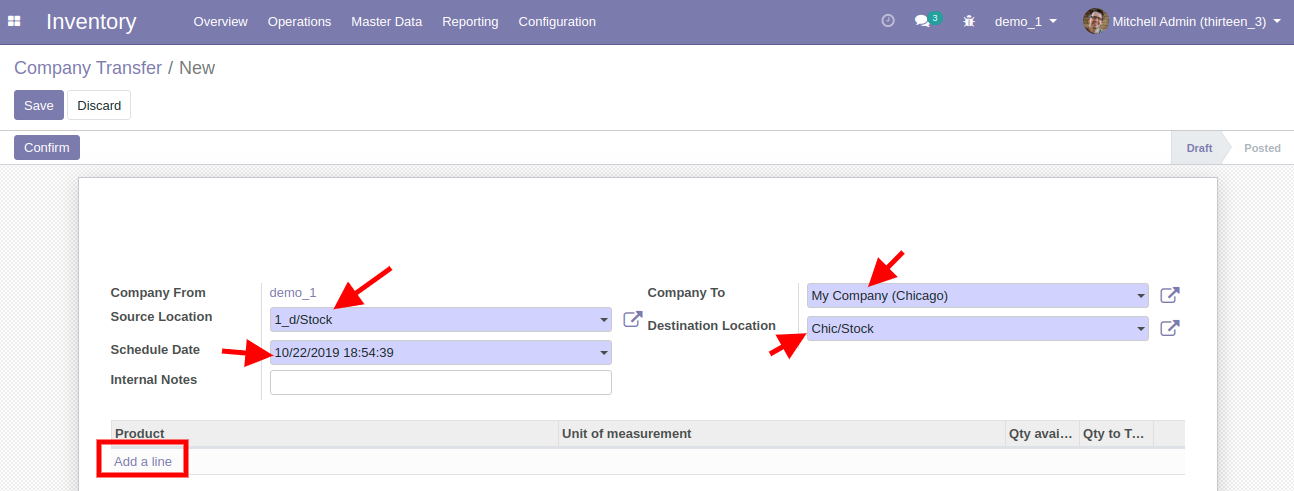 Inventory Overview Operations Master Data Reporting Configuration 3 demo_1 Mitchell Admin (thirteen_3)
Company Transfer / New
Save Discard
Confirm Draft Posted
Company From demo_1 Company To My Company (Chicago)
Source Location 1_d/Stock Destination Location Chic/Stock
Schedule Date 10/22/2019 18:54:39
Internal Notes
Product Unit of measurement Qty avai... Qty to T...
Add a line